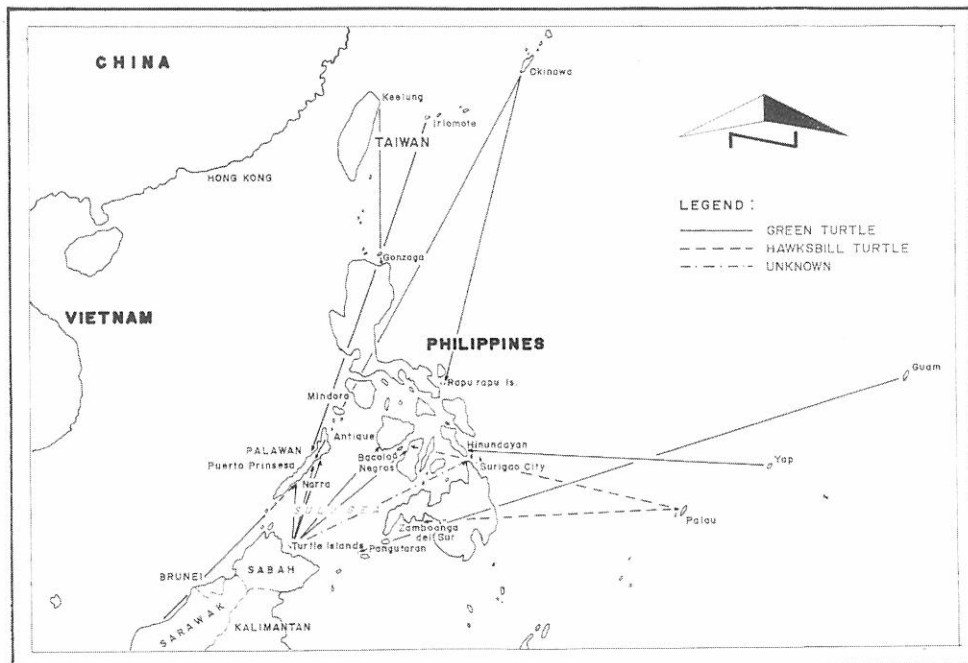 CHINA
Okinawa
Keelung
Iriomote
TAIWAN
HONG KONG
LEGEND :
GREEN TURTLE
HAWKSBILL TURTLE
UNKNOWN
Gonzaga
VIETNAM
PHILIPPINES
Guam
Rapu rapu Is.
Mindoro
Antique
Hinundayan
PALAWAN
Bacolod
Yap
Puerto Prinsesa
Negros
Surigao City
Narra
SULU SEA
Palau
Zamboanga
del Sur
Turtle Islands
Pangutaran
SABAH
BRUNEI
SARAWAK
KALIMANTAN